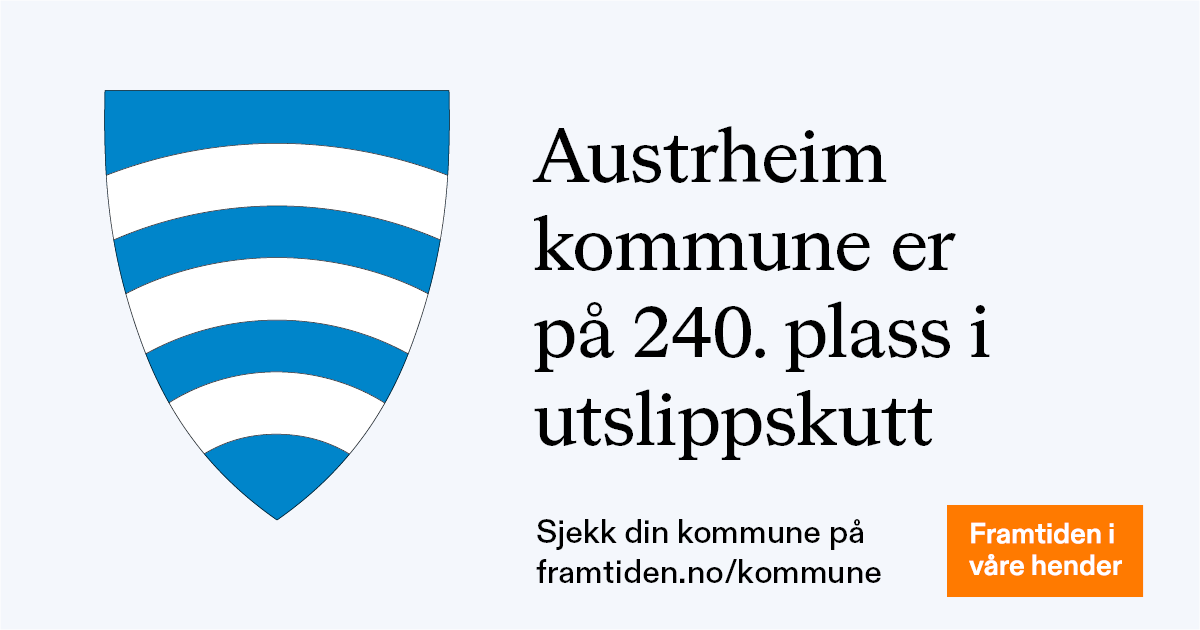 Austrheim
kommune er
på 240. plass i
utslippskutt
Sjekk din kommune på
framtiden.no/kommune
Framtiden i
våre hender